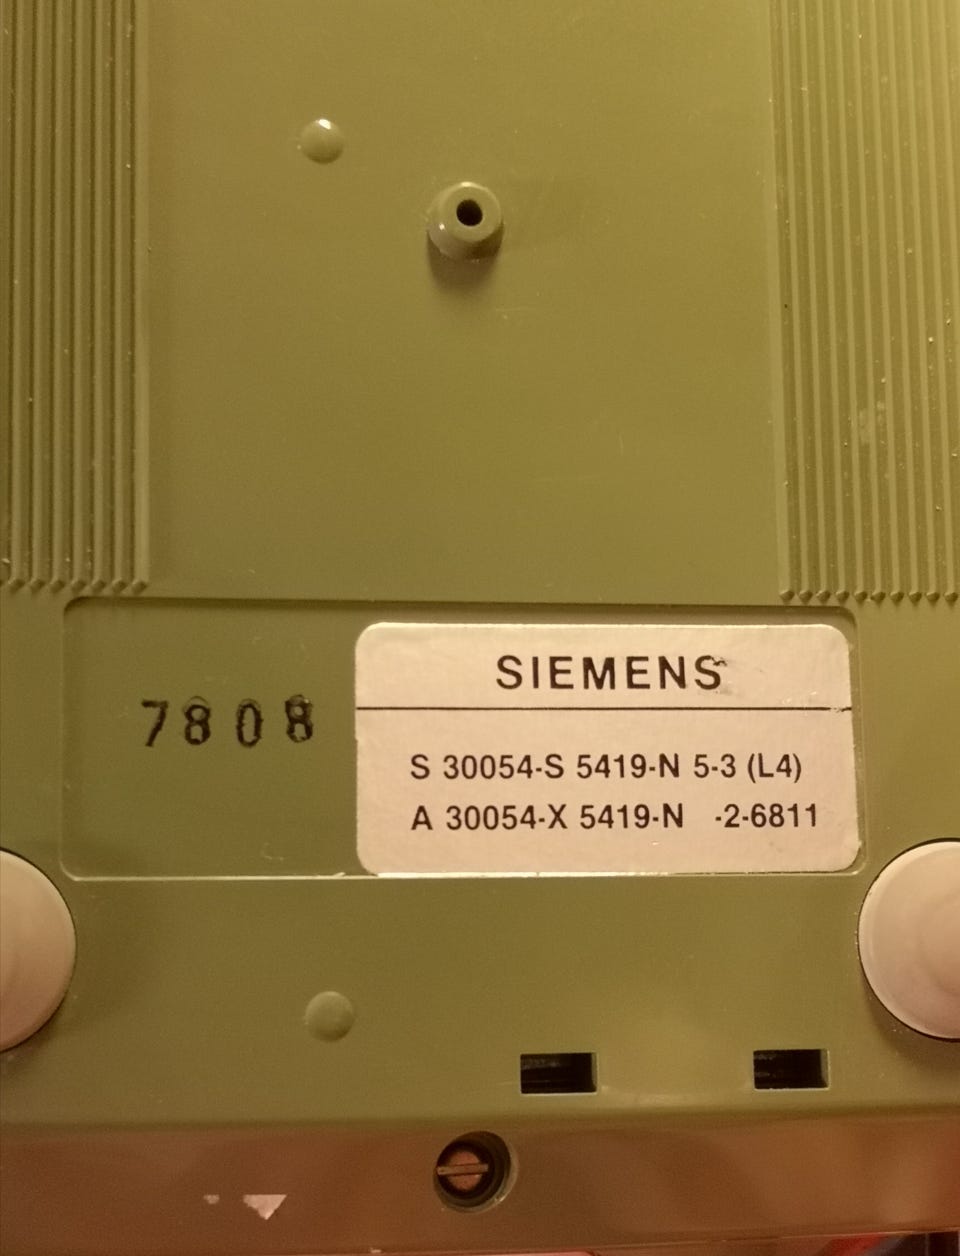 7808
SIEMENS
S 30054-S 5419-N 5-3 (L4)
A 30054-X 5419-N -2-6811